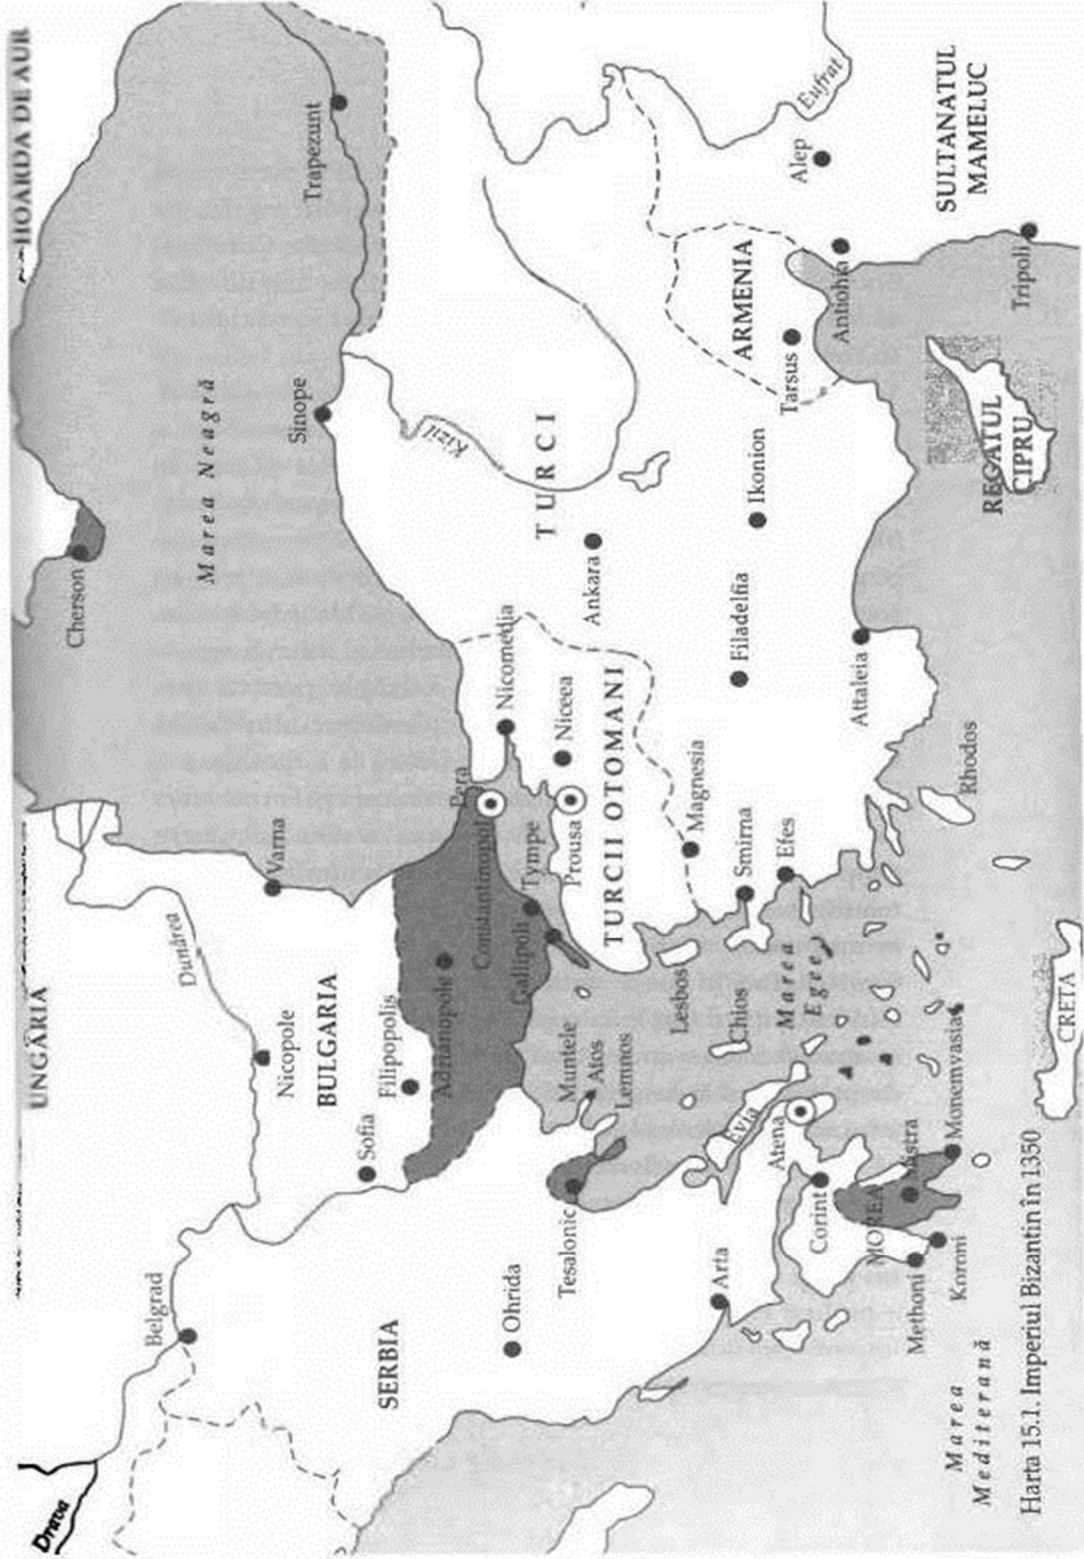 HOARDA DE AUR
UNGARIA
Drava
Belgrad
Dunărea
Cherson
Marea Neagră
Trapezunt
Sinope
Varna
Nicopole
BULGARIA
Sofia
Filipopolis
Adrianopole
Constantinopol
Pera
Nicomedia
Niceea
Prousa
Tympe
Gallipoli
TURCII OTOMANI
Kizil
TURCI
Ankara
Ikonion
Filadelfia
Magnesia
Smirna
Efes
Attaleia
ARMENIA
Tarsus
Antiohia
Alep
Eufrat
SULTANATUL
MAMELUC
Tripoli
REGATUL
CIPRU
SERBIA
Ohrida
Tesalonic
Muntele
Atos
Lemnos
Lesbos
Chios
Marea
Egee
Rhodos
Arta
Evia
Atena
Corint
MOREA
Mistra
Monemvasia
Methoni
Koroni
CRETA
Marea
Mediterană
Harta 15.1. Imperiul Bizantin în 1350